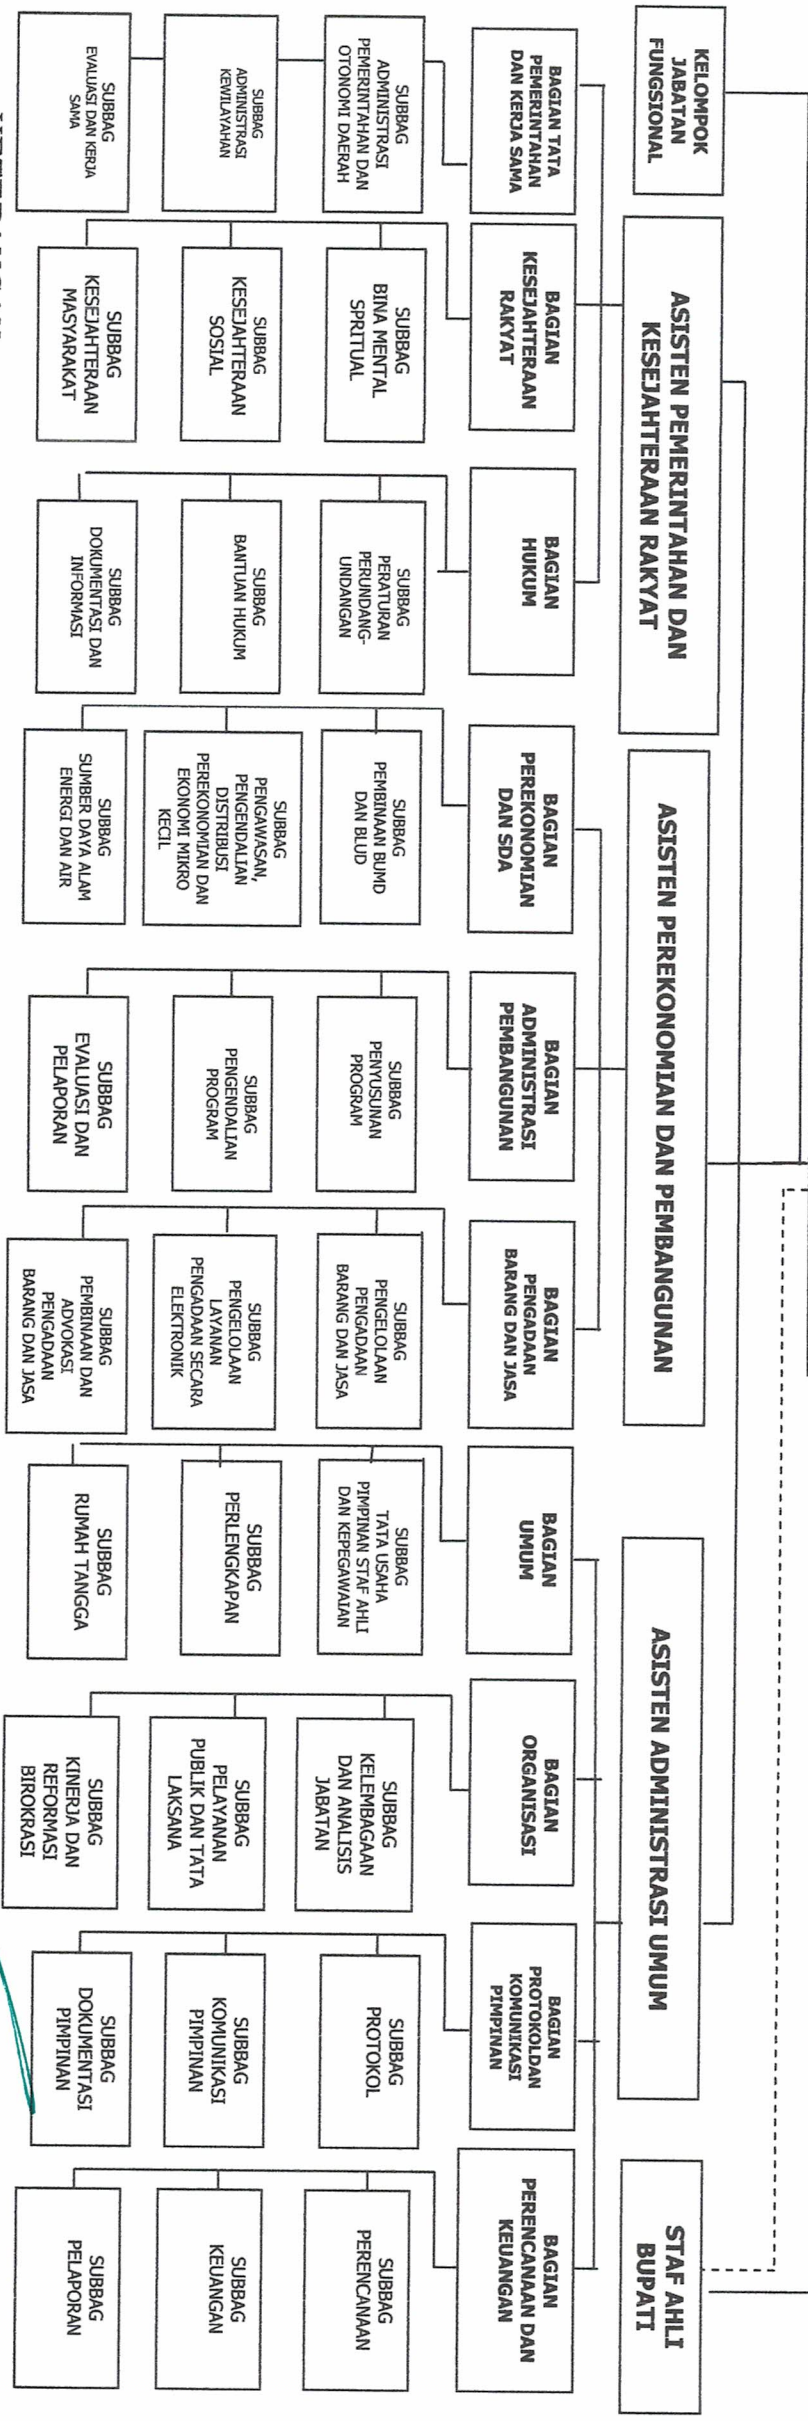 KELOMPOK
JABATAN
FUNGSIONAL
ASISTEN PEMERINTAHAN DAN
KESEJAHTERAAN RAKYAT
ASISTEN PEREKONOMIAN DAN PEMBANGUNAN
ASISTEN ADMINISTRASI UMUM
STAF AHLI
BUPATI
BAGIAN TATA
PEMERINTAHAN
DAN KERJA SAMA
BAGIAN
KESEJAHTERAAN
RAKYAT
BAGIAN
HUKUM
BAGIAN
PEREKONOMIAN
DAN SDA
BAGIAN
ADMINISTRASI
PEMBANGUNAN
BAGIAN
PENGADAAN
BARANG DAN JASA
BAGIAN
UMUM
BAGIAN
ORGANISASI
BAGIAN
PROTOKOLDAN
KOMUNIKASI
PIMPINAN
BAGIAN
PERENCANAAN DAN
KEUANGAN
SUBBAG
ADMINISTRASI
PEMERINTAHAN DAN
OTONOMI DAERAH
SUBBAG
BINA MENTAL
SPRITUAL
SUBBAG
PERATURAN
PERUNDANG-
UNDANGAN
SUBBAG
PEMBINAAN BUMD
DAN BLUD
SUBBAG
PENYUSUNAN
PROGRAM
SUBBAG
PENGELOLAAN
PENGADAAN
BARANG DAN JASA
SUBBAG
TATA USAHA
PIMPINAN STAF AHLI
DAN KEPEGAWAIAN
SUBBAG
KELEMBAGAAN
DAN ANALISIS
JABATAN
SUBBAG
PROTOKOL
SUBBAG
PERENCANAAN
SUBBAG
ADMINISTRASI
KEWILAYAHAN
SUBBAG
KESEJAHTERAAN
SOSIAL
SUBBAG
BANTUAN HUKUM
SUBBAG
PENGAWASAN,
PENGENDALIAN
DISTRIBUSI
PEREKONOMIAN DAN
EKONOMI MIKRO
KECIL
SUBBAG
PENGENDALIAN
PROGRAM
SUBBAG
PENGELOLAAN
LAYANAN
PENGADAAN SECARA
ELEKTRONIK
SUBBAG
PERLENGKAPAN
SUBBAG
PELAYANAN
PUBLIK DAN TATA
LAKSANA
SUBBAG
KOMUNIKASI
PIMPINAN
SUBBAG
KEUANGAN
SUBBAG
EVALUASI DAN KERJA
SAMA
SUBBAG
KESEJAHTERAAN
MASYARAKAT
SUBBAG
DOKUMENTASI DAN
INFORMASI
SUBBAG
SUMBER DAYA ALAM
ENERGI DAN AIR
SUBBAG
EVALUASI DAN
PELAPORAN
SUBBAG
PEMBINAAN DAN
ADVOKASI
PENGADAAN
BARANG DAN JASA
SUBBAG
RUMAH TANGGA
SUBBAG
KINERJA DAN
REFORMASI
BIROKRASI
SUBBAG
DOKUMENTASI
PIMPINAN
SUBBAG
PELAPORAN